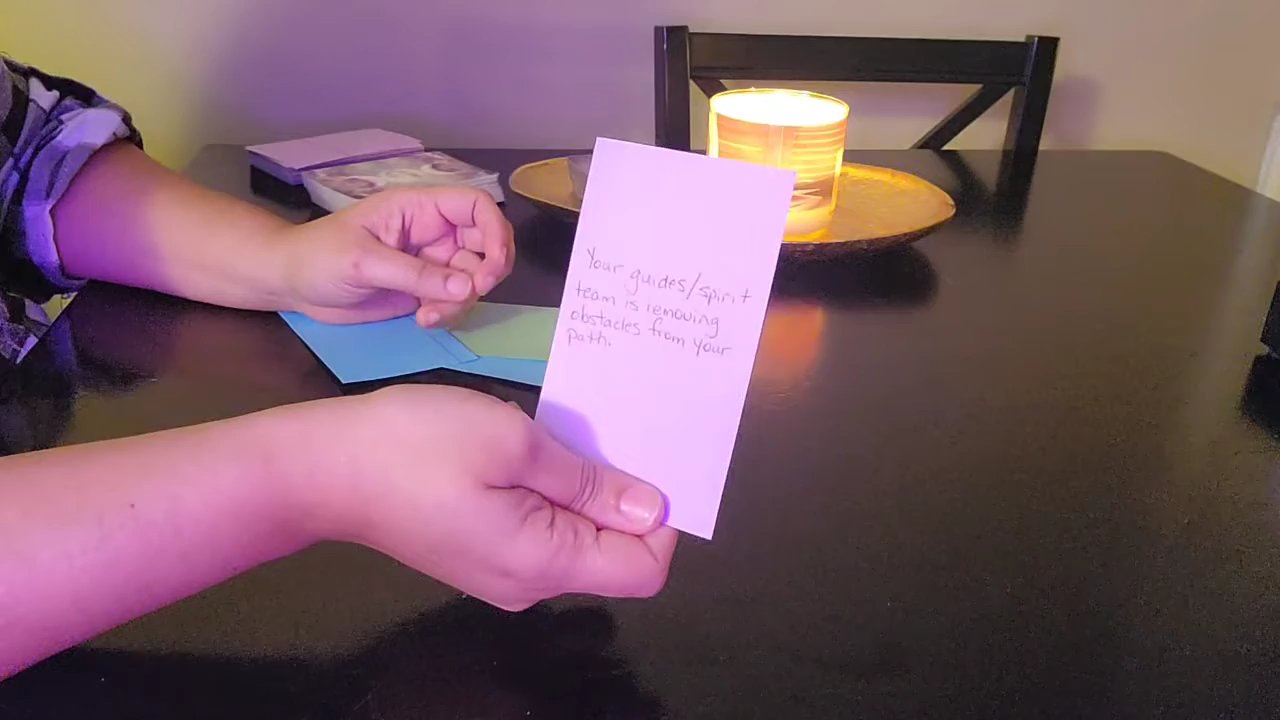 Your guides/spirit
team is removing
obstacles from your
path.